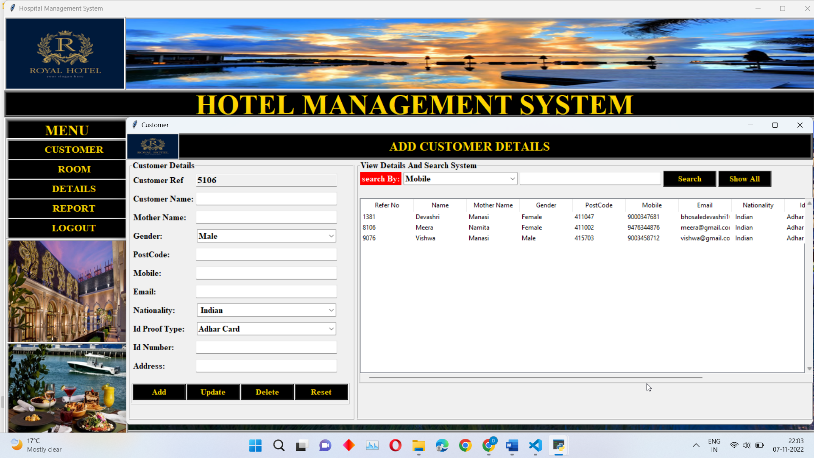 Hospital Management System
R
ROYAL HOTEL
HOTEL MANAGEMENT SYSTEM
MENU
CUSTOMER
ROOM
DETAILS
REPORT
LOGOUT
Customer
ADD CUSTOMER DETAILS
Customer Details
Customer Ref 5106
Customer Name:
Mother Name:
Gender: Male
PostCode:
Mobile:
Email:
Nationality: Indian
Id Proof Type: Adhar Card
Id Number:
Address:
Add Update Delete Reset
View Details And Search System
search By: Mobile Search Show All
Refer No Name Mother Name Gender PostCode Mobile Email Nationality Id
1381 Devashri Manasi Female 411047 9000347681 bhosaledevashri1 Indian Adhar
8106 Meera Namita Female 411002 9476344876 meera@gmail.com Indian Adhar
9076 Vishwa Manasi Male 415703 9003458712 vishwa@gmail.co Indian Adhar
17°C
Mostly clear
ENG
IN
22:03
07-11-2022